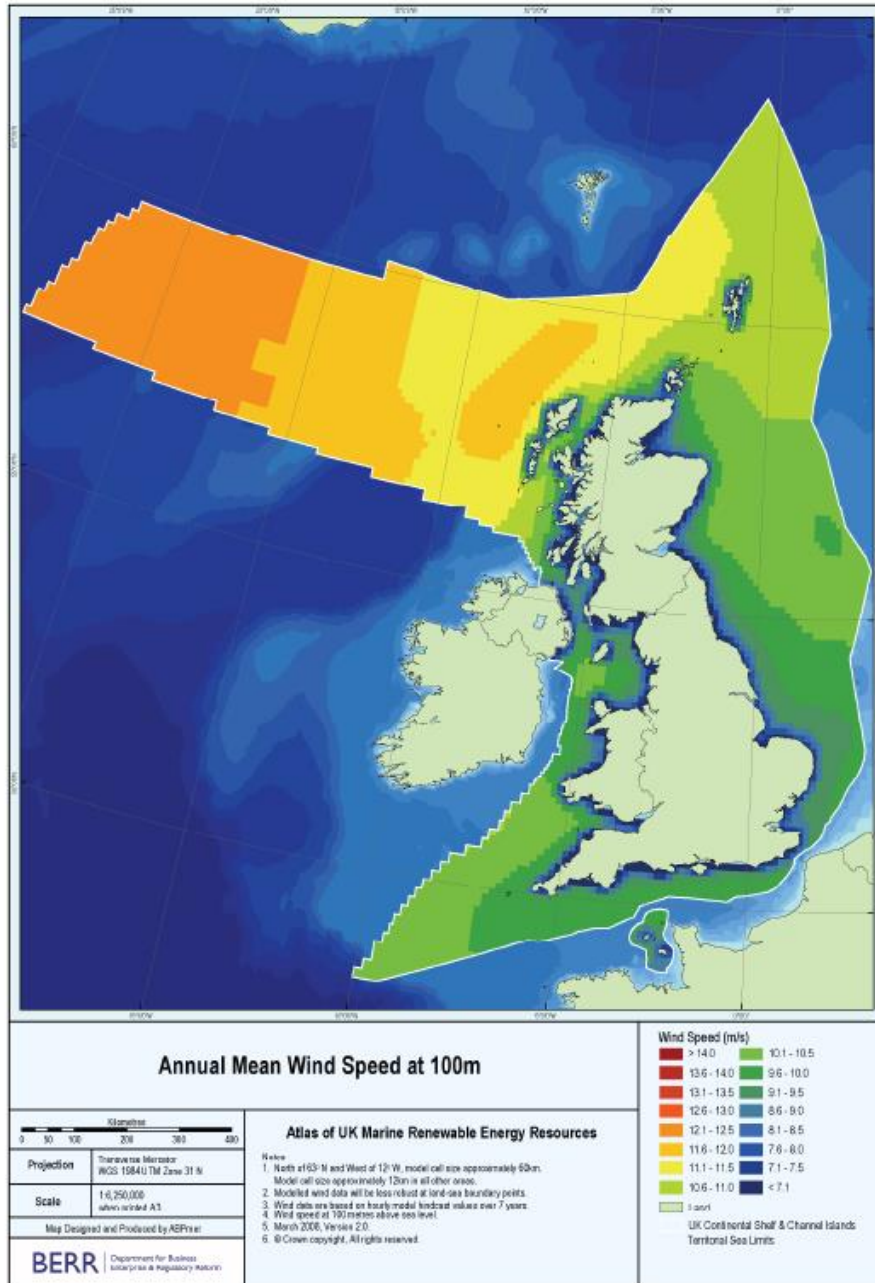 Annual Mean Wind Speed at 100m
Kilometres
0 50 100 200 300 400
Projection
Transverse Mercator
WGS 1984 UTM Zone 31 N
Scale
1:6,250,000
when printed A3
Map Designed and Produced by ABPmer
BERR
Department for Business
Enterprise & Regulatory Reform
Atlas of UK Marine Renewable Energy Resources
Notes
1. North of 63° N and West of 12° W, model cell size approximately 60km.
Model cell size approximately 12km in all other areas.
2. Modelled wind data will be less robust at land-sea boundary points.
3. Wind data are based on hourly model hindcast values over 7 years.
4. Wind speed at 100 metres above sea level.
5. March 2008, Version 2.0.
6. © Crown copyright, All rights reserved.
Wind Speed (m/s)
> 14.0
13.6 - 14.0
13.1 - 13.5
12.6 - 13.0
12.1 - 12.5
11.6 - 12.0
11.1 - 11.5
10.6 - 11.0
10.1 - 10.5
9.6 - 10.0
9.1 - 9.5
8.6 - 9.0
8.1 - 8.5
7.6 - 8.0
7.1 - 7.5
< 7.1
Land
UK Continental Shelf & Channel Islands
Territorial Sea Limits